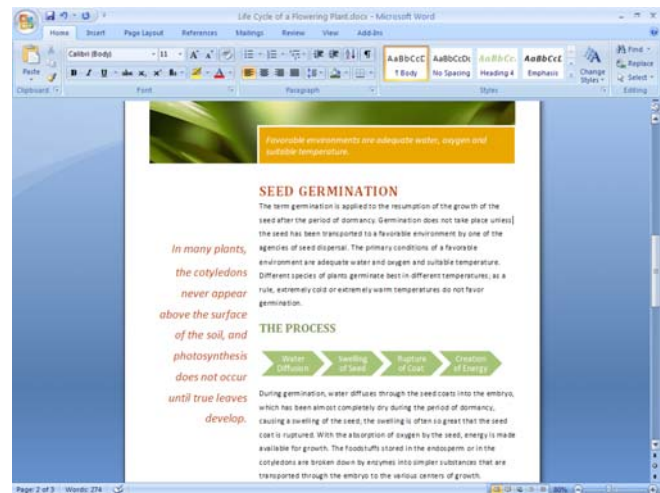 Life Cycle of a Flowering Plant.docx - Microsoft Word
Home Insert Page Layout References Mailings Review View Add-Ins
Calibri (Body) 11
Paste
Clipboard Font Paragraph Styles Editing
AaBbCcC AaBbCcDc AaBbCc. AaBbCcL
¶ Body No Spacing Heading 4 Emphasis
Change Styles
Find
Replace
Select
Favorable environments are adequate water, oxygen and
suitable temperature.
SEED GERMINATION
The term germination is applied to the resumption of the growth of the
seed after the period of dormancy. Germination does not take place unless
the seed has been transported to a favorable environment by one of the
agencies of seed dispersal. The primary conditions of a favorable
environment are adequate water and oxygen and suitable temperature.
Different species of plants germinate best in different temperatures; as a
rule, extremely cold or extremely warm temperatures do not favor
germination.
In many plants,
the cotyledons
never appear
above the surface
of the soil, and
photosynthesis
does not occur
until true leaves
develop.
THE PROCESS
Water
Diffusion
Swelling
of Seed
Rupture
of Coat
Creation
of Energy
During germination, water diffuses through the seed coats into the embryo,
which has been almost completely dry during the period of dormancy,
causing a swelling of the seed; the swelling is often so great that the seed
coat is ruptured. With the absorption of oxygen by the seed, energy is made
available for growth. The foodstuffs stored in the endosperm or in the
cotyledons are broken down by enzymes into simpler substances that are
transported through the embryo to the various centers of growth.
Page: 2 of 3 Words: 274 80%